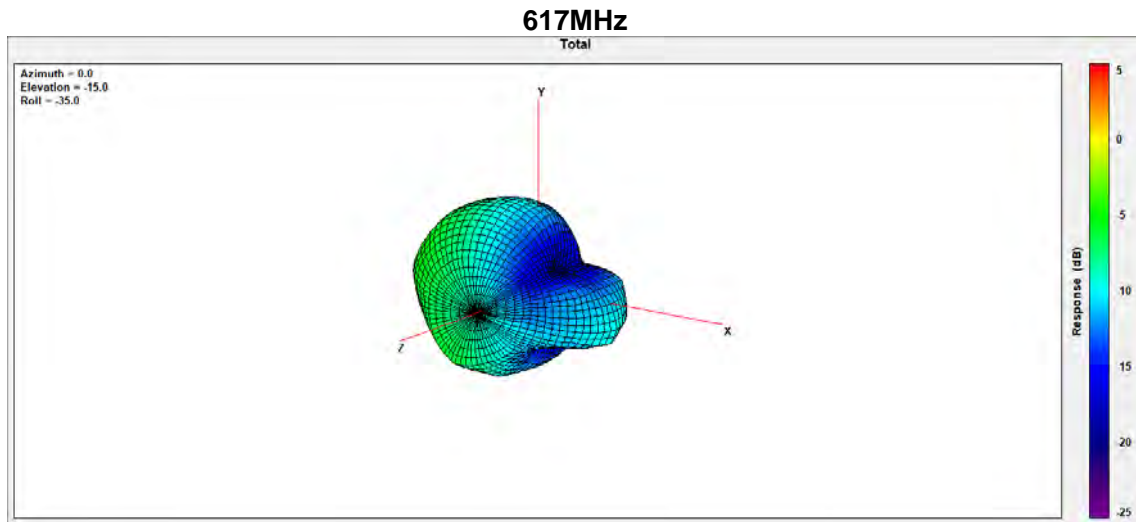 617MHz
Total
Azimuth = 0.0
Elevation = -15.0
Roll = -35.0
Y
X
Z
5
0
5
10
15
-20
-25
Response (dB)